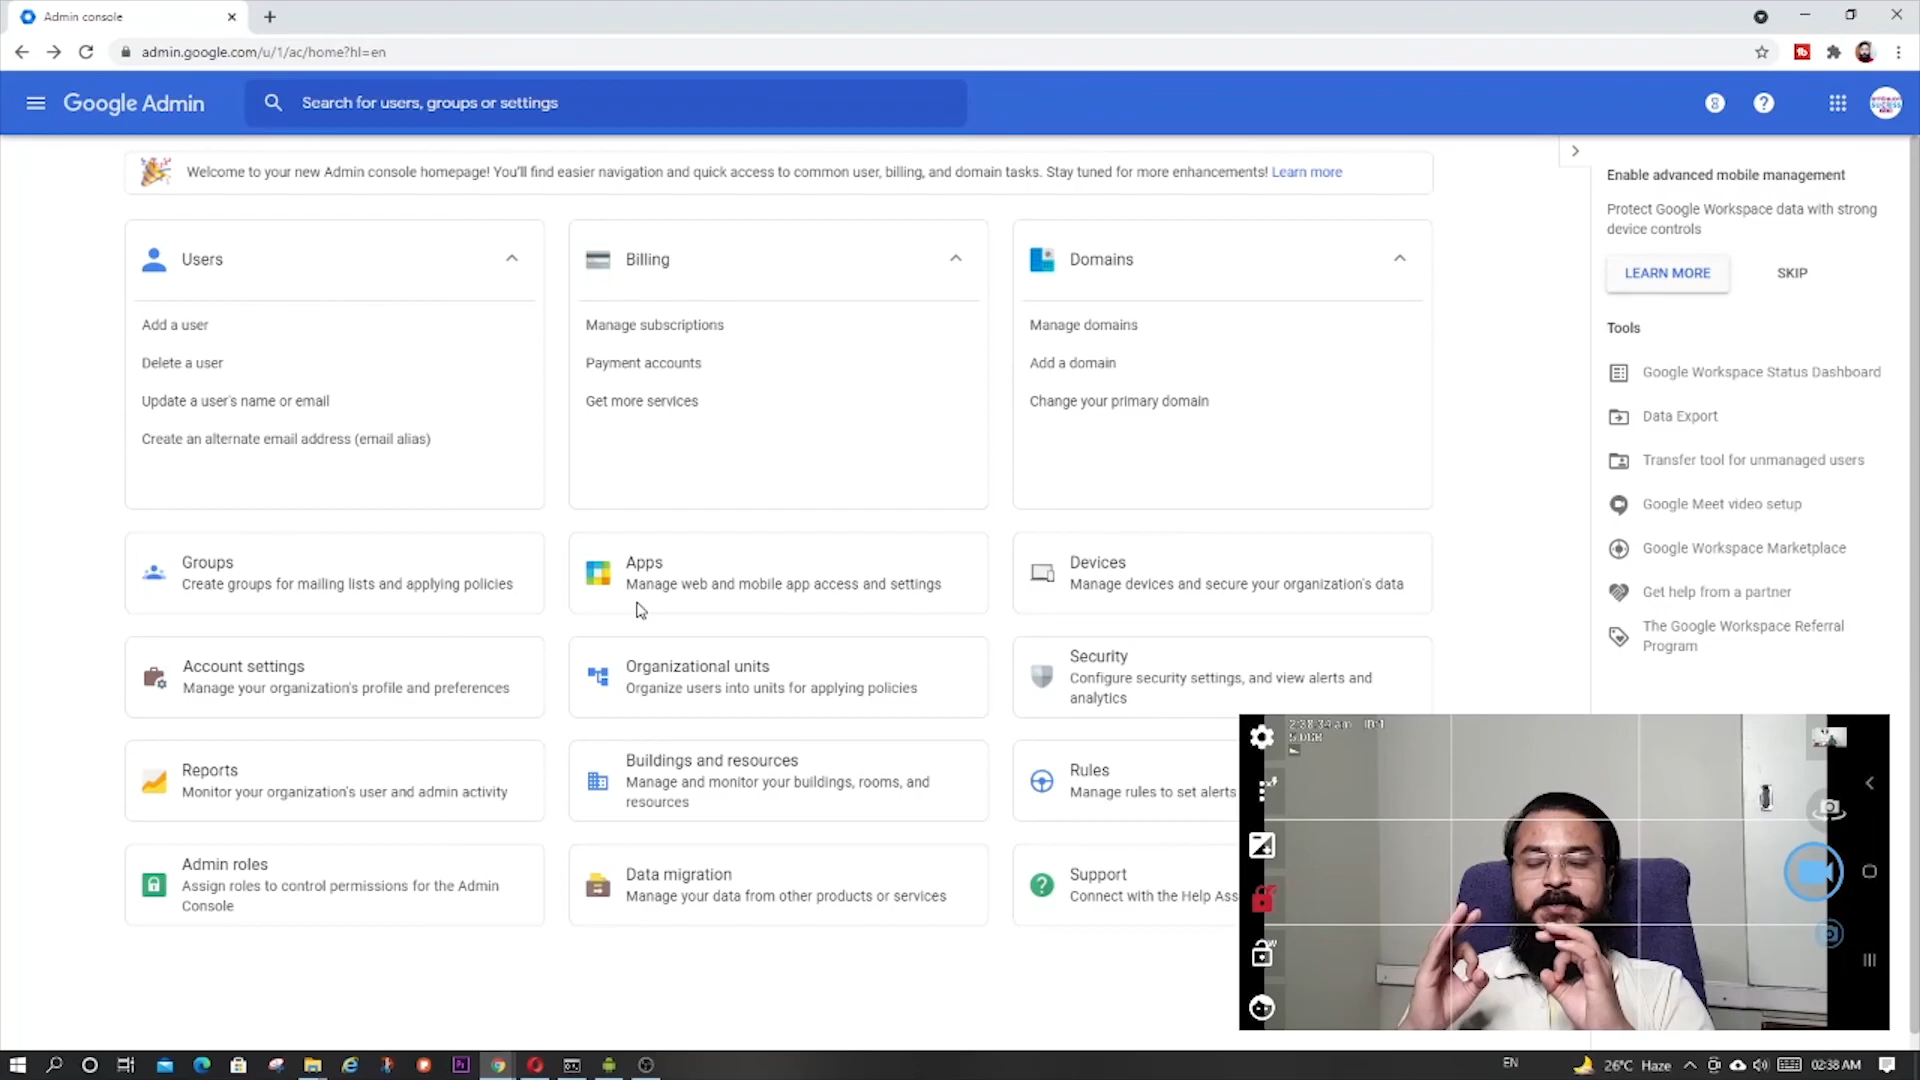 Admin console
admin.google.com/u/1/ac/home?hl=en
Google Admin
Search for users, groups or settings
Welcome to your new Admin console homepage! You'll find easier navigation and quick access to common user, billing, and domain tasks. Stay tuned for more enhancements! Learn more
Users
Add a user
Delete a user
Update a user's name or email
Create an alternate email address (email alias)
Billing
Manage subscriptions
Payment accounts
Get more services
Domains
Manage domains
Add a domain
Change your primary domain
Groups
Create groups for mailing lists and applying policies
Apps
Manage web and mobile app access and settings
Devices
Manage devices and secure your organization's data
Account settings
Manage your organization's profile and preferences
Organizational units
Organize users into units for applying policies
Security
Configure security settings, and view alerts and
analytics
Reports
Monitor your organization's user and admin activity
Buildings and resources
Manage and monitor your buildings, rooms, and
resources
Rules
Manage rules to set alerts
Admin roles
Assign roles to control permissions for the Admin
Console
Data migration
Manage your data from other products or services
Support
Connect with the Help Ass
Enable advanced mobile management
Protect Google Workspace data with strong
device controls
LEARN MORE
SKIP
Tools
Google Workspace Status Dashboard
Data Export
Transfer tool for unmanaged users
Google Meet video setup
Google Workspace Marketplace
Get help from a partner
The Google Workspace Referral
Program
2:38:34 am
EN
26°C Haze
02:38 AM